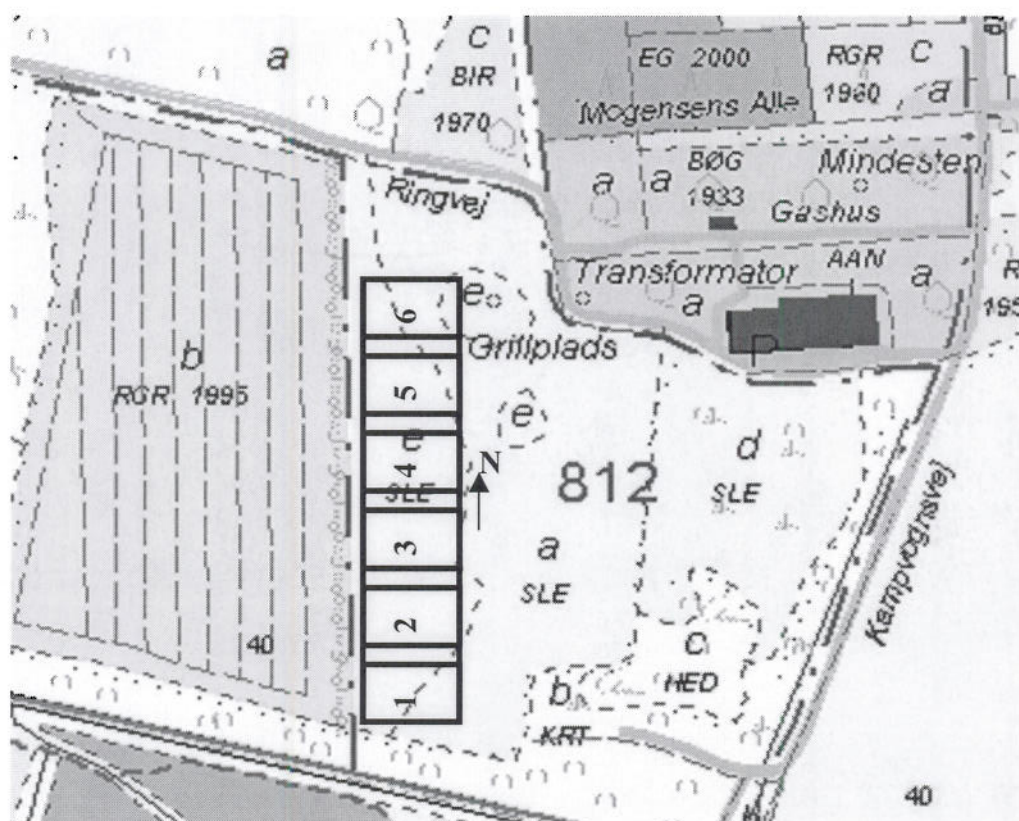 a
C
BIR
1970
EG 2000
RGR
1960
C
a
Mogensens Alle
a
a
BØG
1933
Mindesten
Gashus
Ringvej
Transformator
a
AAN
a
P
e
Grillplads
e
b
RGR 1995
6
5
e
4
SLE
3
2
1
N
812
a
SLE
d
SLE
Kampvognsvej
c
HED
b
KRT
40
40